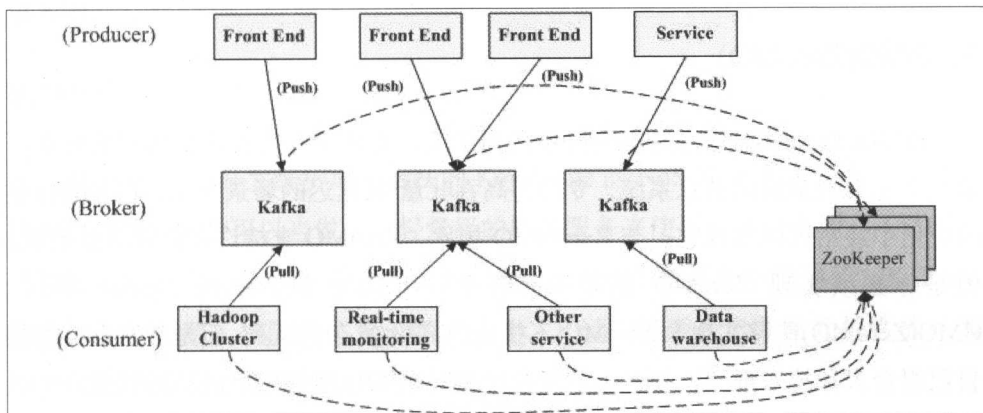 (Producer)
Front End
Front End
Front End
Service
(Push)
(Push)
(Push)
(Push)
(Broker)
Kafka
Kafka
Kafka
ZooKeeper
(Pull)
(Pull)
(Pull)
(Pull)
(Consumer)
Hadoop
Cluster
Real-time
monitoring
Other
service
Data
warehouse